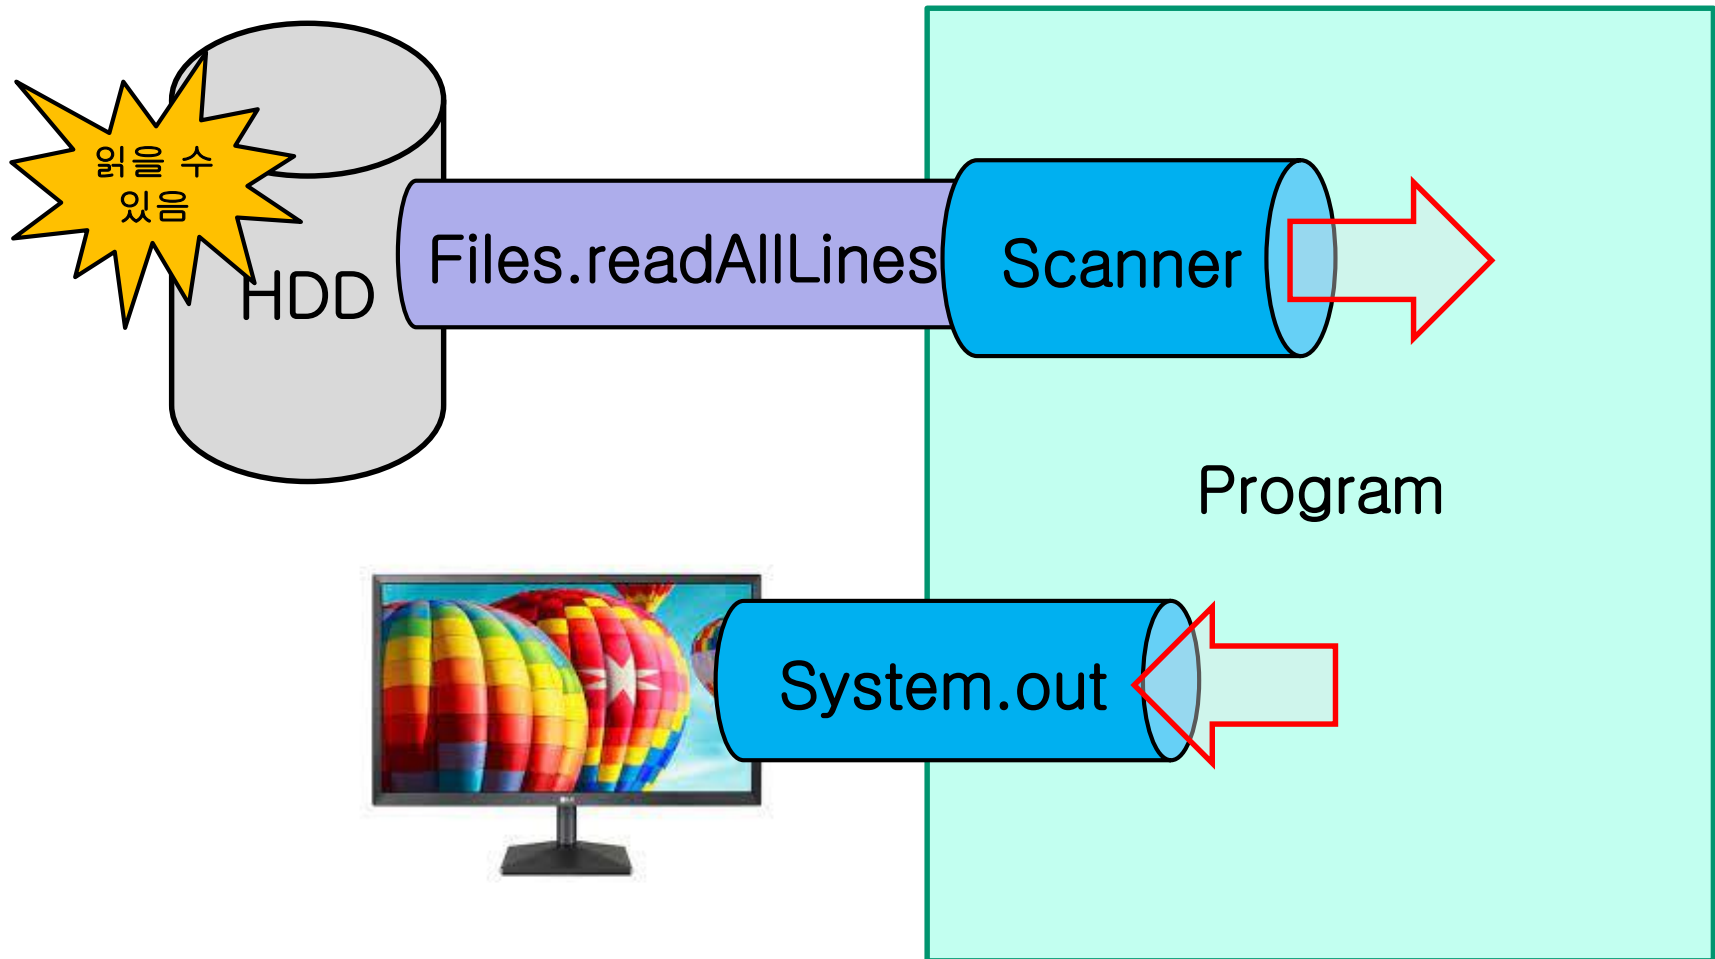 읽을 수
있음
HDD
Files.readAllLines
Scanner
Program
System.out